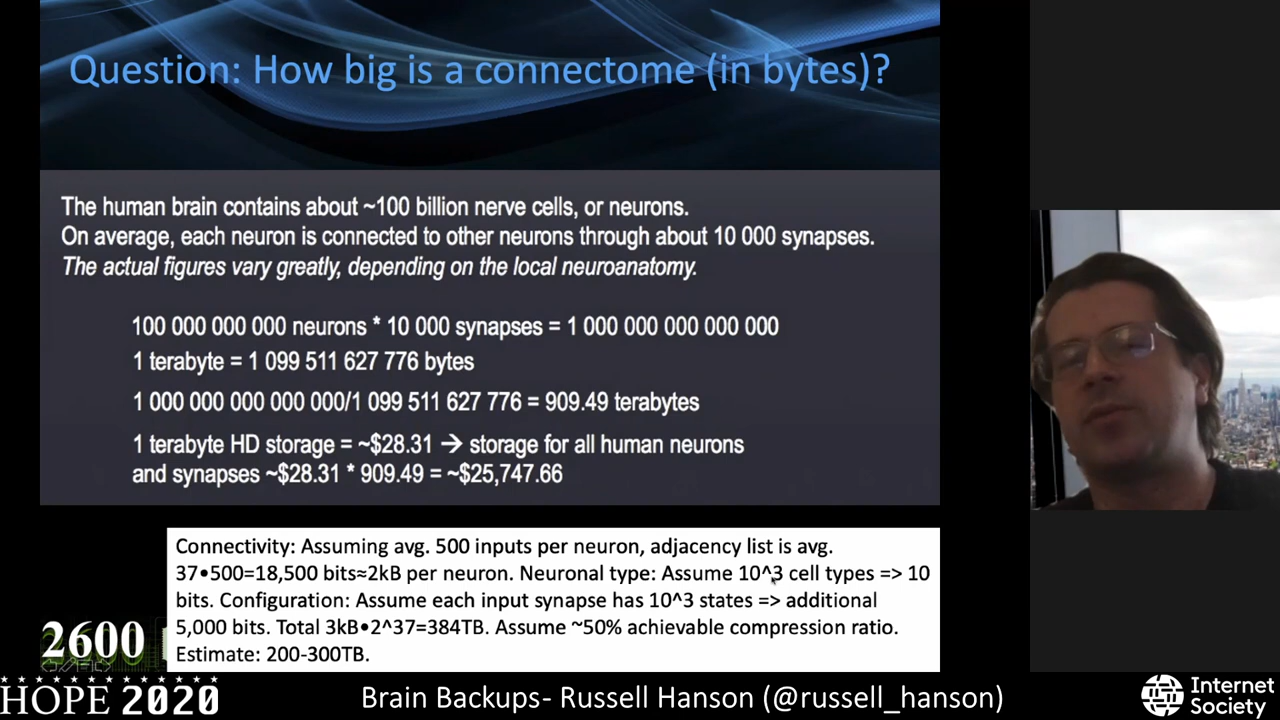 Question: How big is a connectome (in bytes)?
The human brain contains about ~100 billion nerve cells, or neurons.
On average, each neuron is connected to other neurons through about 10 000 synapses.
The actual figures vary greatly, depending on the local neuroanatomy.
100 000 000 000 neurons * 10 000 synapses = 1 000 000 000 000 000
1 terabyte = 1 099 511 627 776 bytes
1 000 000 000 000 000/1 099 511 627 776 = 909.49 terabytes
1 terabyte HD storage = ~$28.31 → storage for all human neurons
and synapses ~$28.31 * 909.49 = ~$25,747.66
Connectivity: Assuming avg. 500 inputs per neuron, adjacency list is avg.
37•500=18,500 bits≈2kB per neuron. Neuronal type: Assume 10^3 cell types => 10
bits. Configuration: Assume each input synapse has 10^3 states => additional
5,000 bits. Total 3kB•2^37=384TB. Assume ~50% achievable compression ratio.
Estimate: 200-300TB.
2600
HOPE 2020
Brain Backups- Russell Hanson (@russell_hanson)
Internet
Society